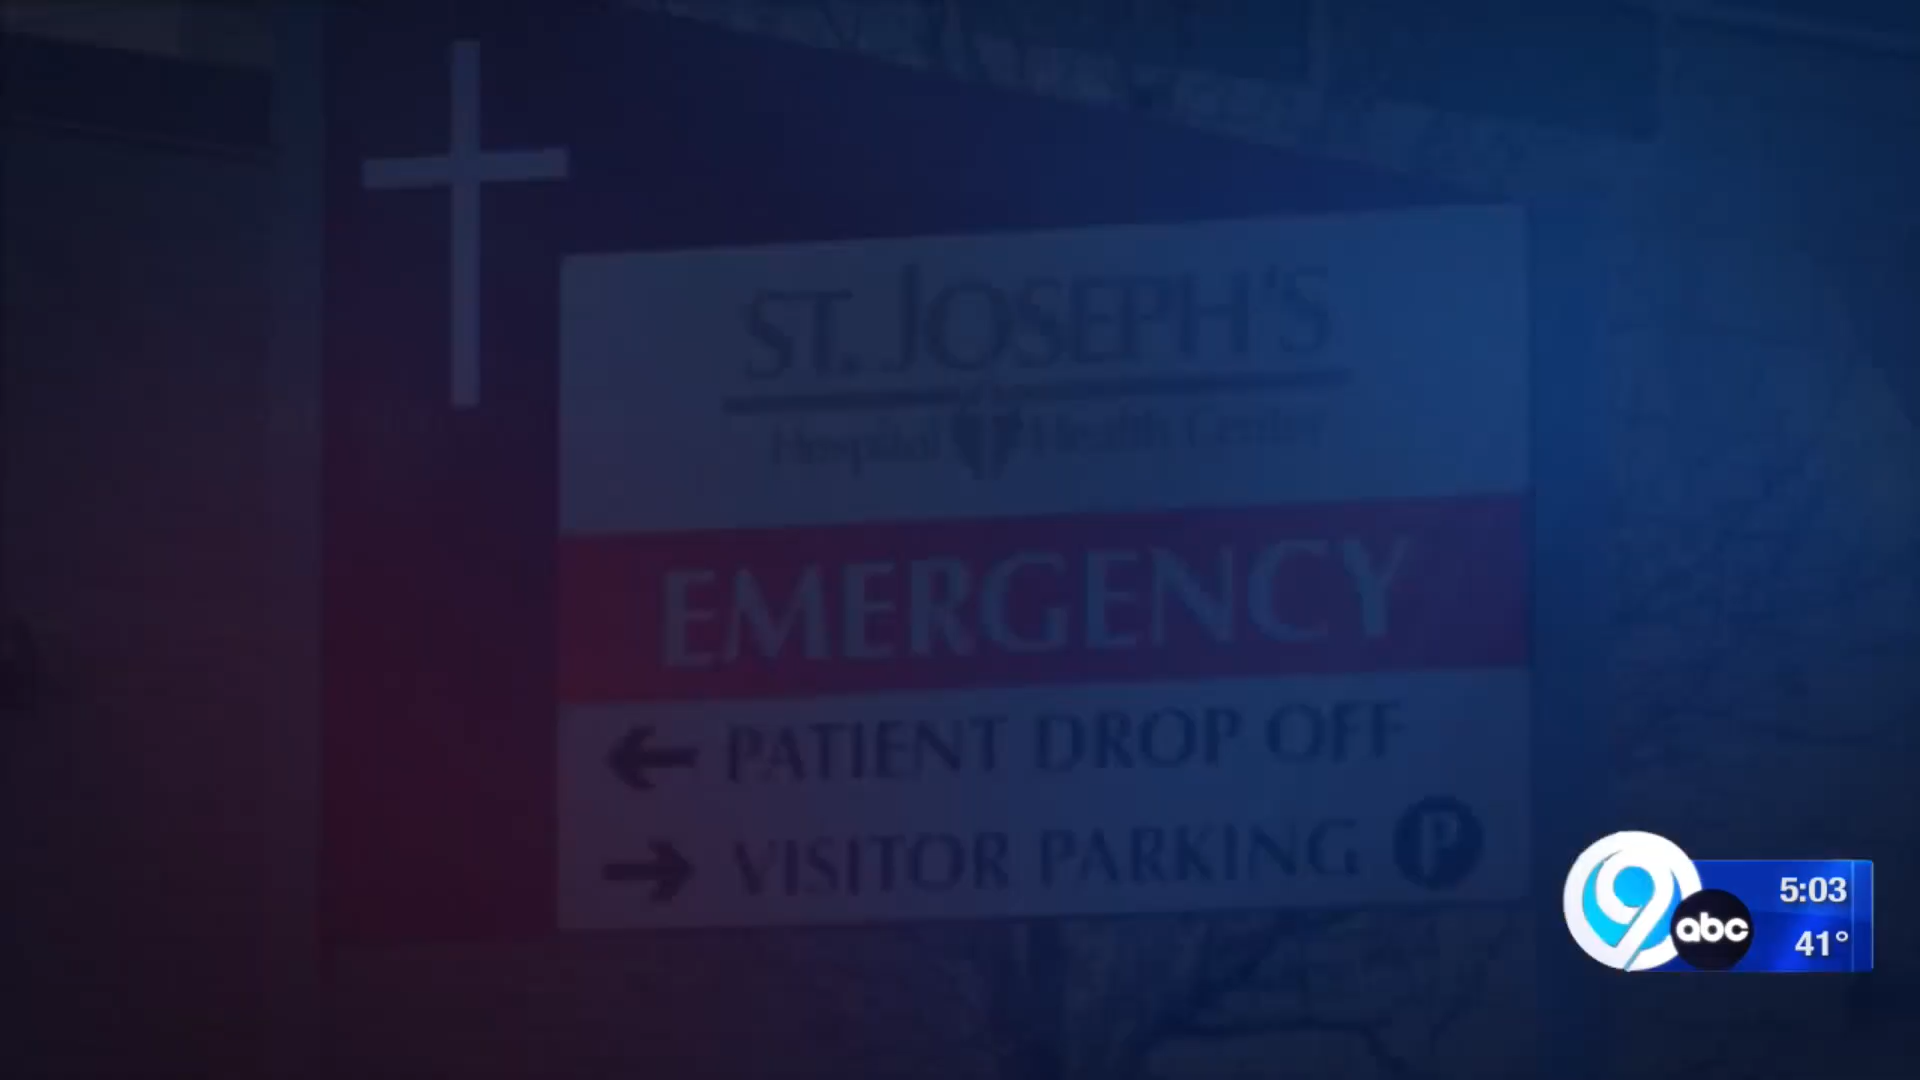 ST. JOSEPH'S
Hospital Health Center
EMERGENCY
PATIENT DROP OFF
VISITOR PARKING P
9
abc
5:03
41°